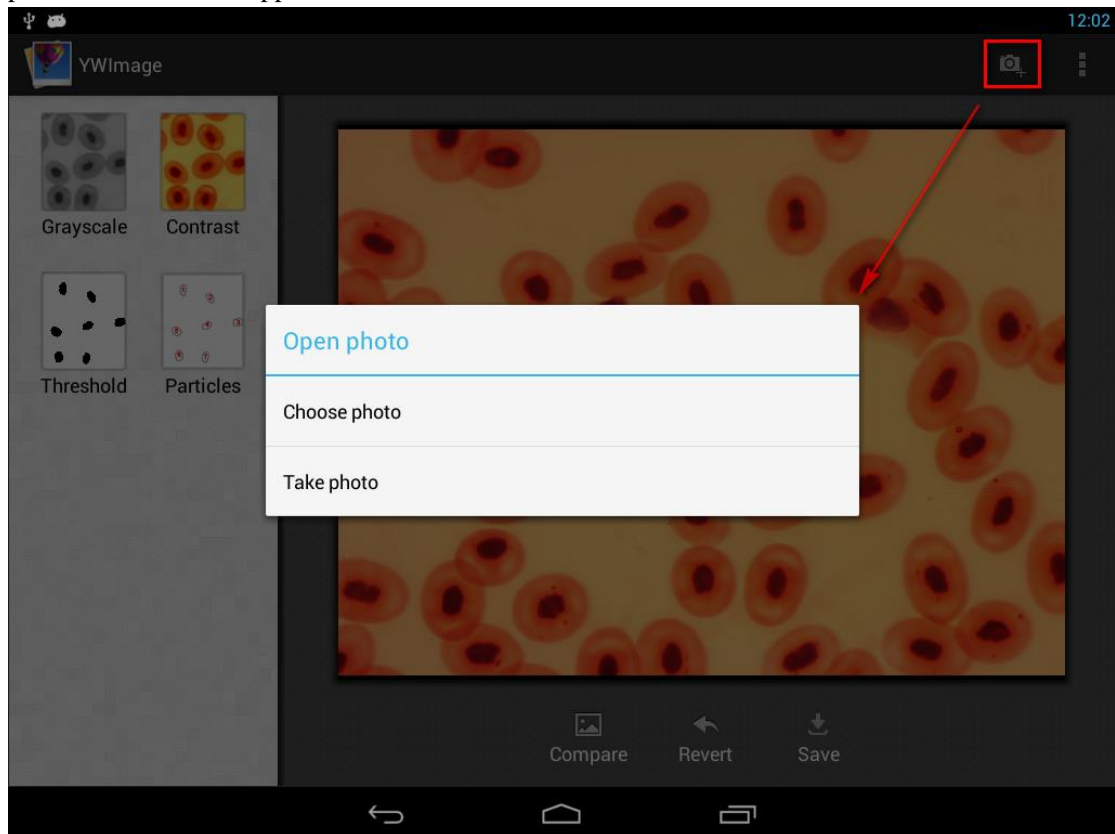 12:02
YWImage
Grayscale Contrast
Threshold Particles
Open photo
Choose photo
Take photo
Compare Revert Save